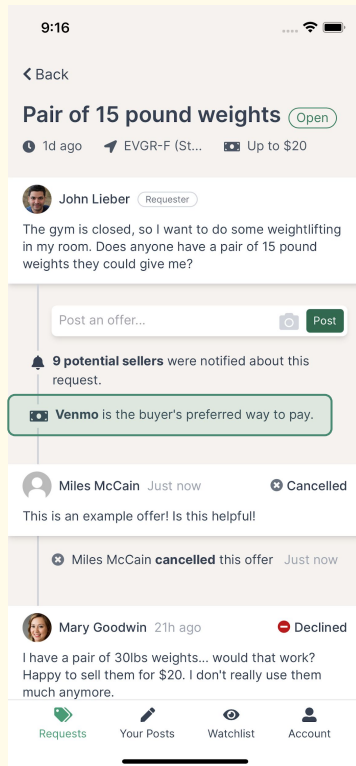 9:16
Back
Pair of 15 pound weights Open
1d ago EVGR-F (St... Up to $20
John Lieber Requester
The gym is closed, so I want to do some weightlifting
in my room. Does anyone have a pair of 15 pound
weights they could give me?
Post an offer... Post
9 potential sellers were notified about this
request.
Venmo is the buyer's preferred way to pay.
Miles McCain Just now Cancelled
This is an example offer! Is this helpful!
Miles McCain cancelled this offer Just now
Mary Goodwin 21h ago Declined
I have a pair of 30lbs weights... would that work?
Happy to sell them for $20. I don't really use them
much anymore.
Requests Your Posts Watchlist Account